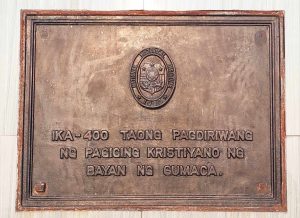 IKA-400 TAONG PAGDIRIWANG
NG PAGIGING KRISTIYANO NG
BAYAN NG GUMACA.